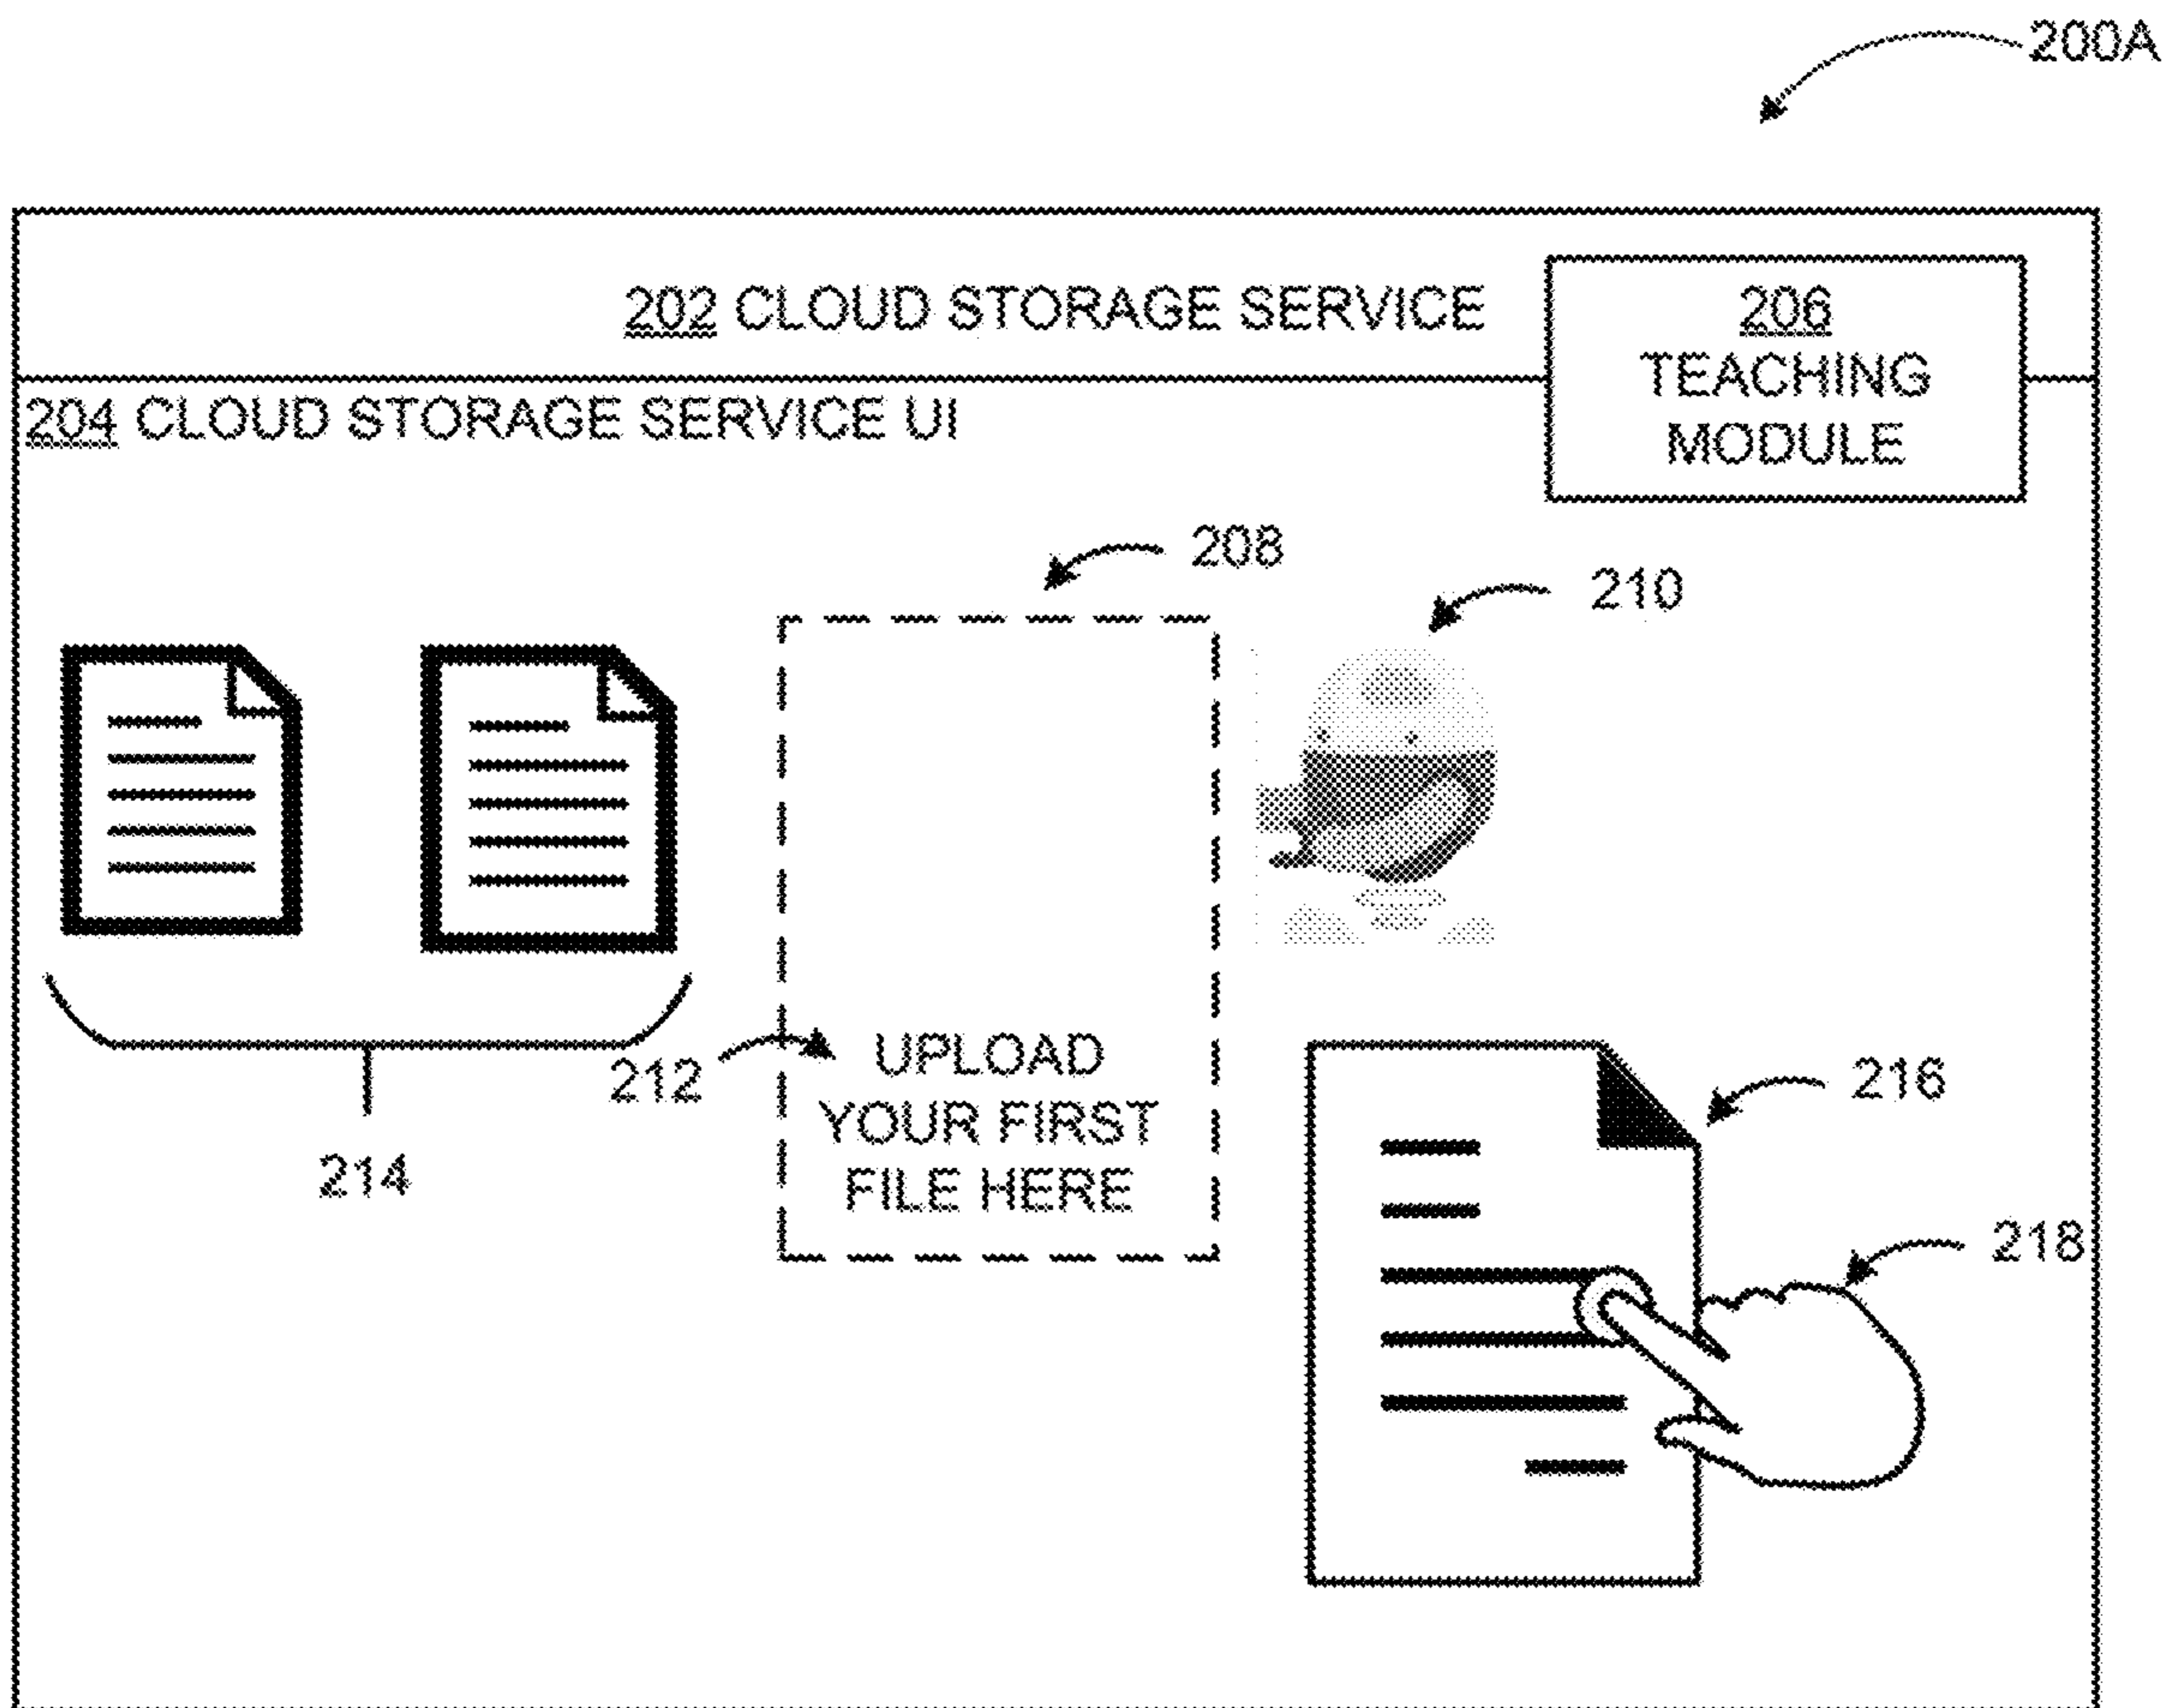 200A
202 CLOUD STORAGE SERVICE
206
TEACHING
MODULE
204 CLOUD STORAGE SERVICE UI
208
210
212
UPLOAD
YOUR FIRST
FILE HERE
214
216
218